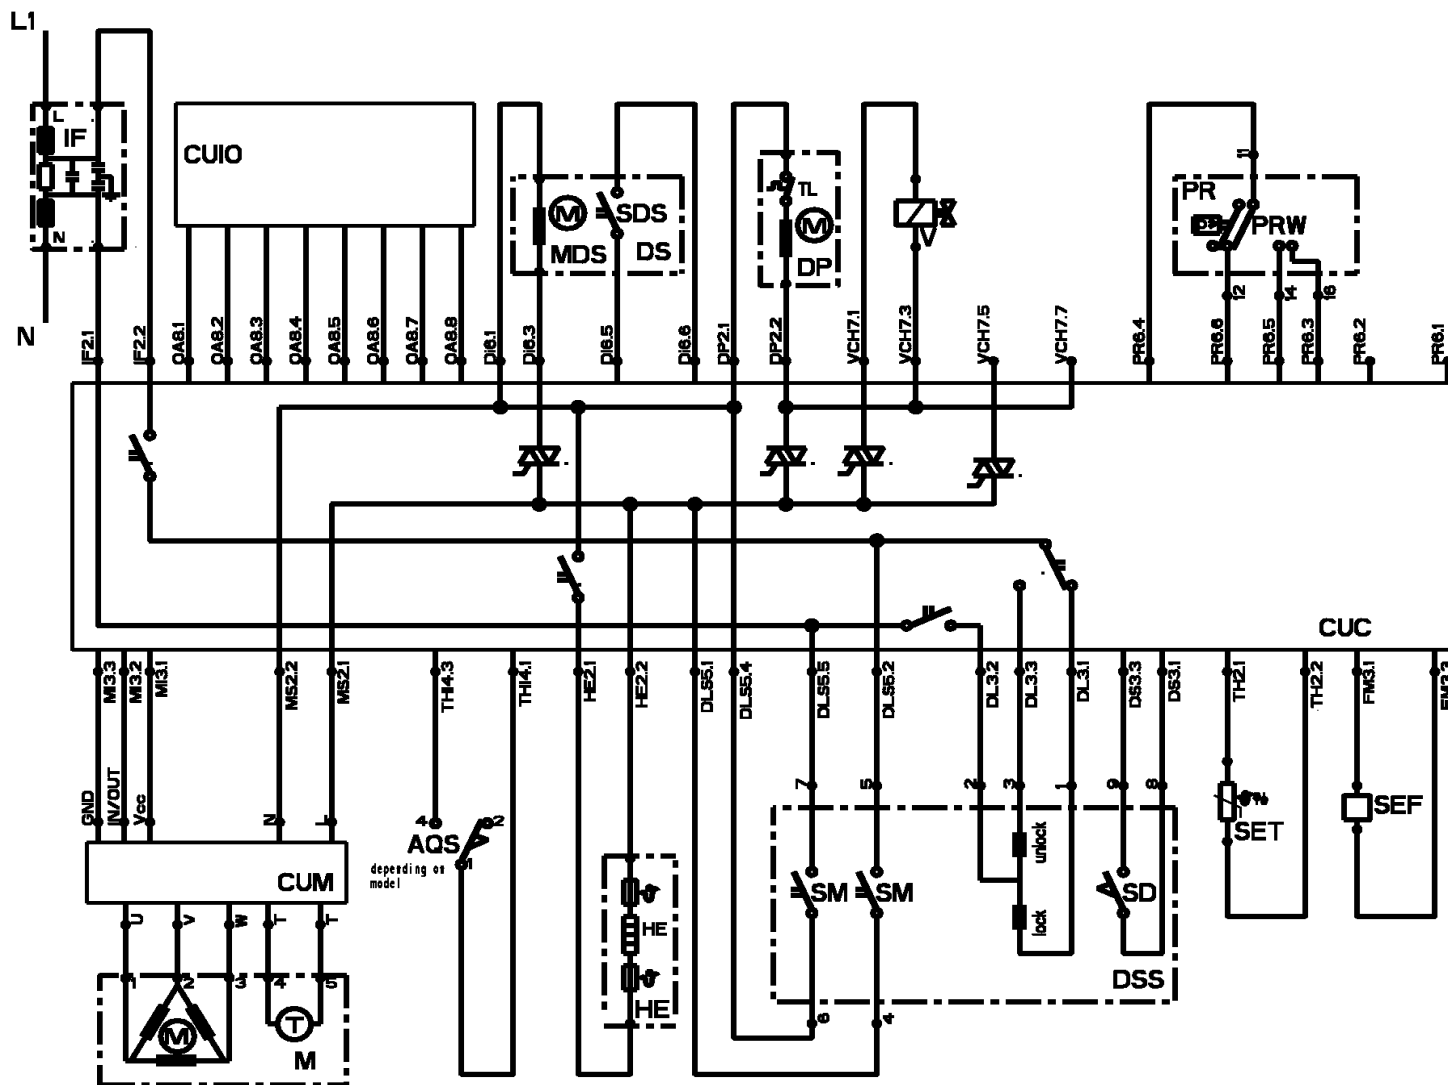 L1
L
IF
N
N
CUIO
M
SDS
MDS
DS
TL
M
DP
V
11
PR
PRW
12
14
16
IF2.1
IF2.2
OA8.1
OA8.2
OA8.3
OA8.4
OA8.5
OA8.6
OA8.7
OA8.8
Di6.1
Di6.3
Di6.5
Di6.6
DP2.1
DP2.2
VCH7.1
VCH7.3
VCH7.5
VCH7.7
PR6.4
PR6.6
PR6.5
PR6.3
PR6.2
PR6.1
CUC
MI3.3
MI3.2
MI3.1
MS2.2
MS2.1
THi4.3
THi4.1
HE2.1
HE2.2
DLS5.1
DLS5.4
DLS5.5
DLS5.2
DL3.2
DL3.3
DL3.1
DS3.3
DS3.1
TH2.1
TH2.2
FM3.1
GND
IN/OUT
Vcc
N
L
4
2
AQS
1
depending on
model
7
5
2
3
1
9
8
SET
SEF
CUM
U
V
W
T
T
1
2
3
4
5
M
T
M
HE
HE
SM
SM
unlock
lock
SD
DSS
6
4